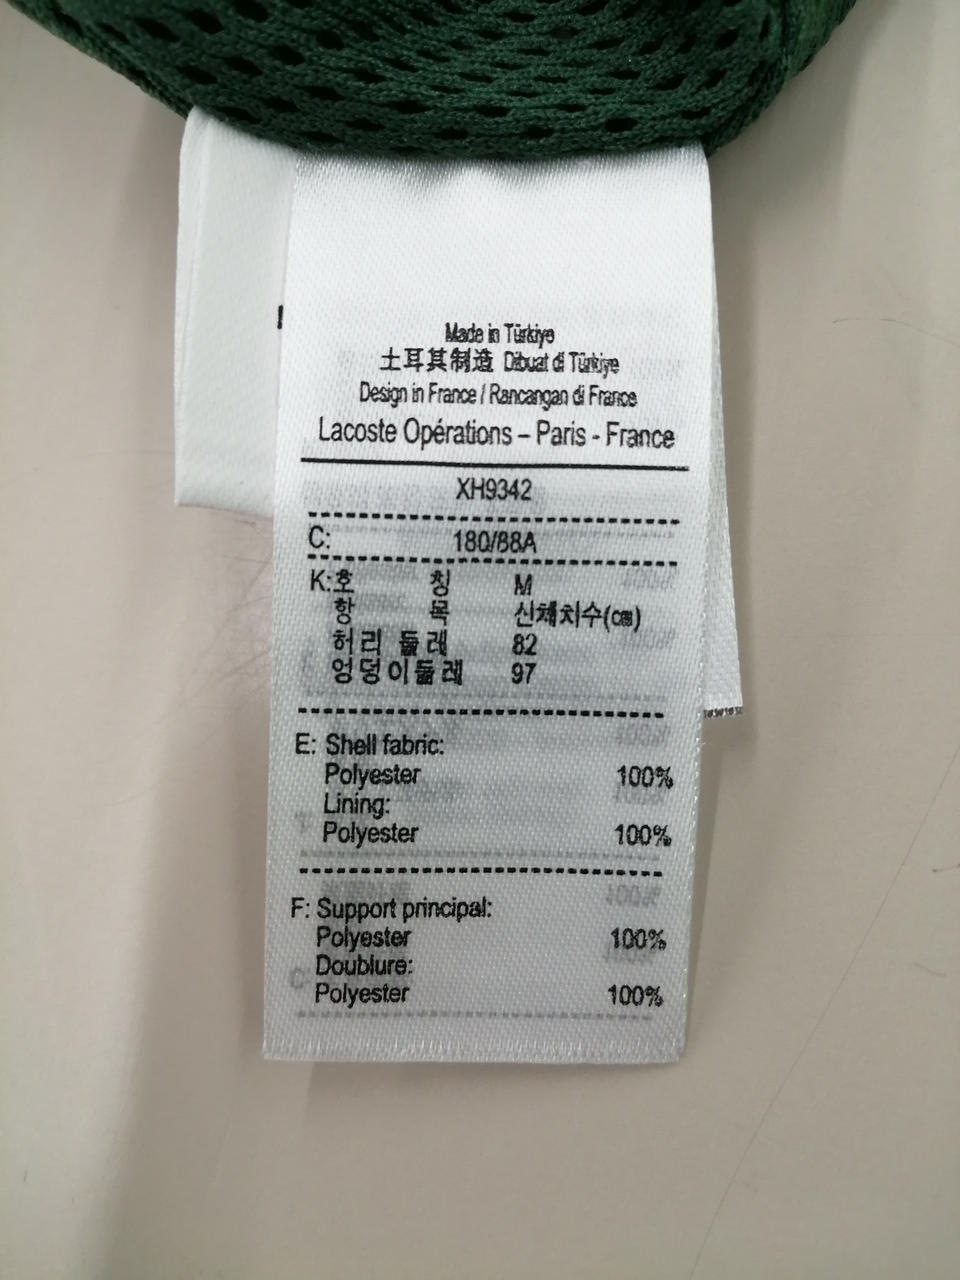 Made in Türkiye
土耳其制造 Dibuat di Türkiye
Design in France / Rancangan di France
Lacoste Opérations – Paris - France
XH9342
C: 180/88A
K:호 칭 M
항 목 신체치수(㎝)
허리 둘레 82
엉덩이둘레 97
E: Shell fabric:
Polyester 100%
Lining:
Polyester 100%
F: Support principal:
Polyester 100%
Doublure:
Polyester 100%